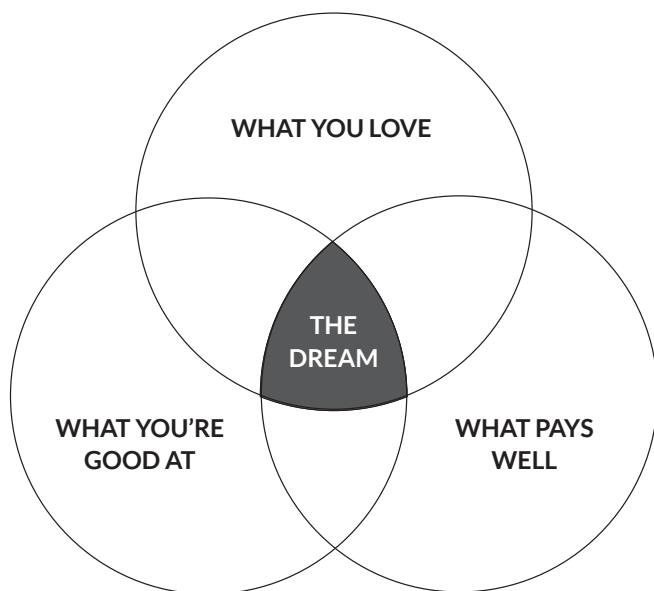 WHAT YOU LOVE
THE
DREAM
WHAT YOU’RE
GOOD AT
WHAT PAYS
WELL